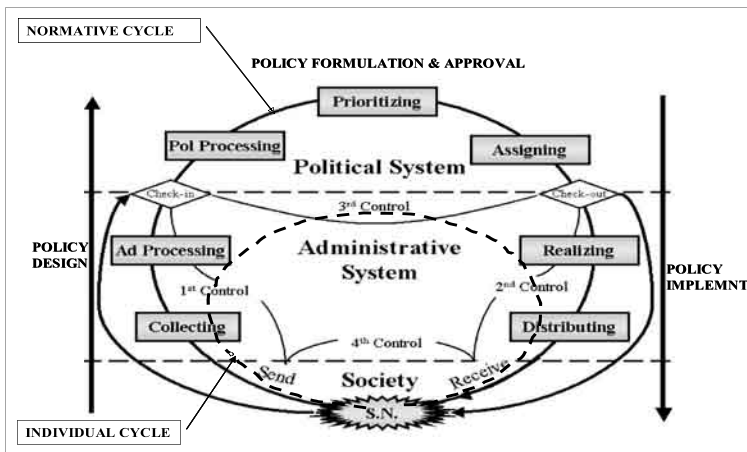 NORMATIVE CYCLE
POLICY FORMULATION & APPROVAL
Prioritizing
Pol Processing
Assigning
Political System
Check-in
Check-out
3rd Control
POLICY
DESIGN
Ad Processing
Administrative
System
Realizing
POLICY
IMPLEMNT
1st Control
2nd Control
Collecting
Distributing
4th Control
Send
Society
Receive
S.N.
INDIVIDUAL CYCLE